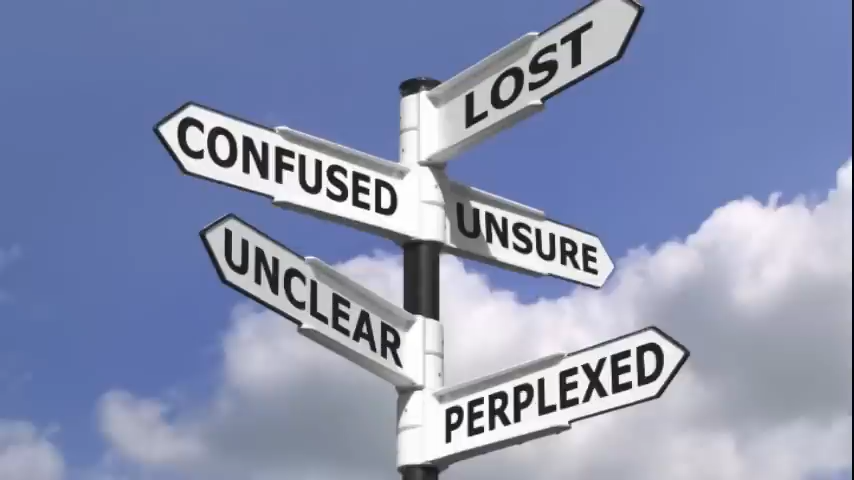 LOST
CONFUSED
UNSURE
UNCLEAR
PERPLEXED